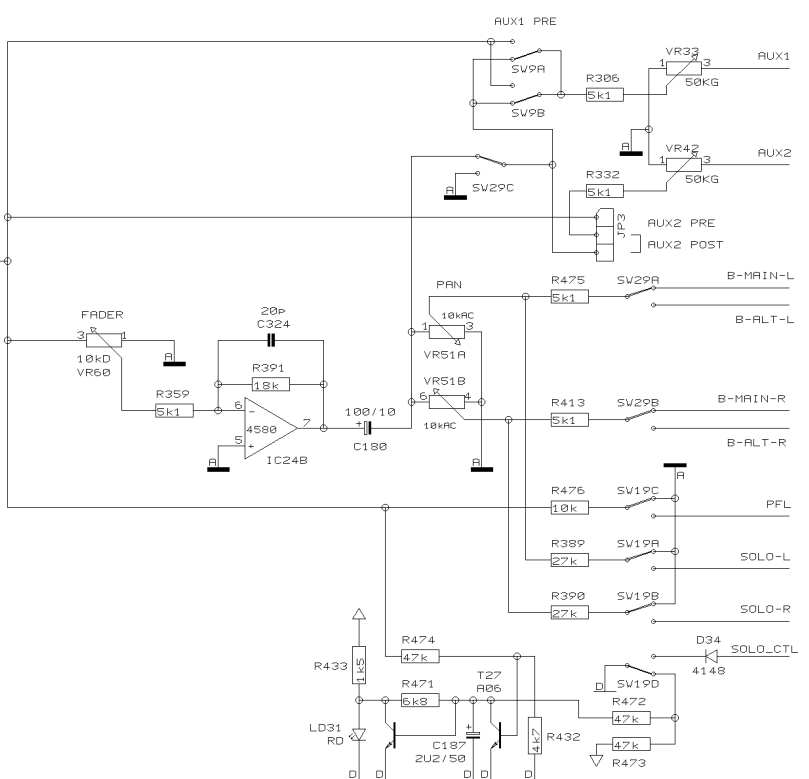 AUX1 PRE
SW9A
SW9B
R306
5k1
VR33
1
3
50KG
AUX1
A
VR42
1
3
50KG
AUX2
SW29C
A
R332
5k1
JP3
AUX2 PRE
AUX2 POST
PAN
R475
5k1
SW29A
B-MAIN-L
B-ALT-L
FADER
3
1
10kD
VR60
A
20p
C324
R391
18k
R359
5k1
6
-
4580
7
5
+
A
IC24B
100/10
+
C180
10kAC
1
3
VR51A
VR51B
6
4
10kAC
A
R413
5k1
SW29B
B-MAIN-R
B-ALT-R
A
R476
10k
SW19C
PFL
R389
27k
SW19A
SOLO-L
R390
27k
SW19B
SOLO-R
R433
1k5
R474
47k
R471
6k8
T27
A06
LD31
RD
+
C187
2U2/50
4k7
R432
D
D
D
D
D
D34
SOLO_CTL
4148
D
SW19D
R472
47k
47k
R473